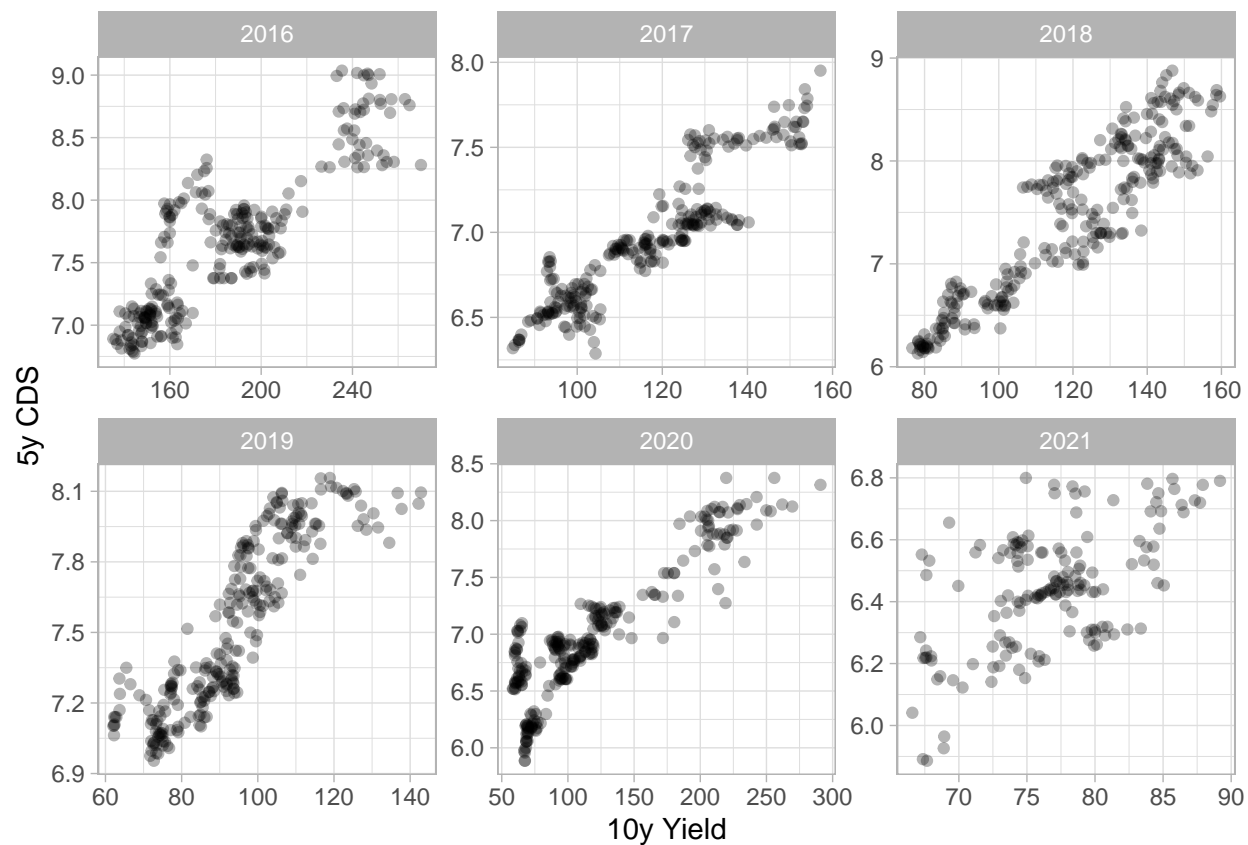 2016 2017 2018
9.0 8.5 8.0 7.5 7.0
160 200 240
8.0 7.5 7.0 6.5
100 120 140 160
9 8 7 6
80 100 120 140 160
5y CDS
2019 2020 2021
8.1 7.8 7.5 7.2 6.9
60 80 100 120 140
8.5 8.0 7.5 7.0 6.5 6.0
50 100 150 200 250 300
6.8 6.6 6.4 6.2 6.0
70 75 80 85 90
10y Yield